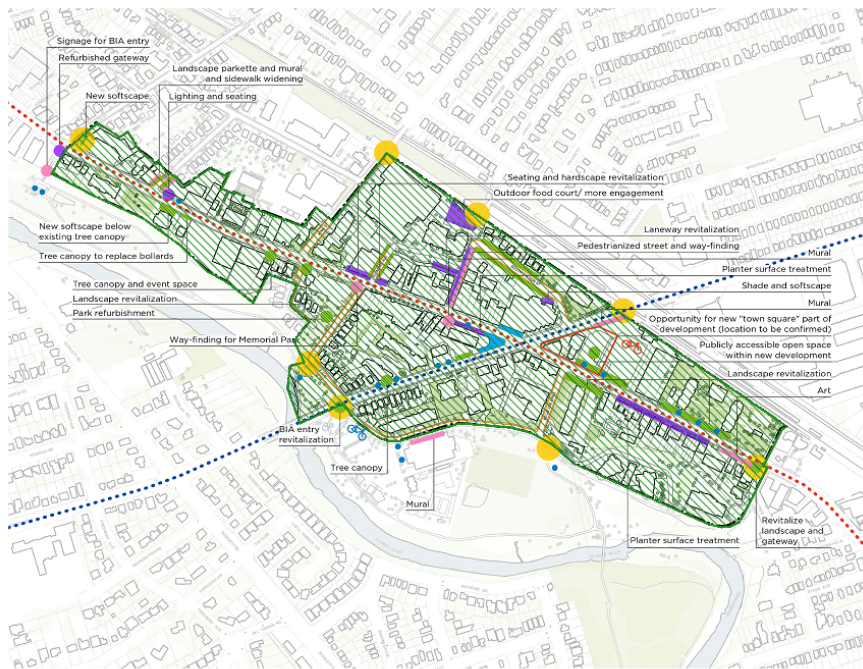 Signage for BIA entry
Refurbished gateway
Landscape parkette and mural
and sidewalk widening
New softscape
Lighting and seating
Seating and hardscape revitalization
Outdoor food court/ more engagement
New softscape below
existing tree canopy
Tree canopy to replace bollards
Laneway revitalization
Pedestrianized street and way-finding
Mural
Planter surface treatment
Shade and softscape
Tree canopy and event space
Landscape revitalization
Park refurbishment
Mural
Opportunity for new "town square" part of
development (location to be confirmed)
Way-finding for Memorial Par
Publicly accessible open space
within new development
Landscape revitalization
Art
BIA entry
revitalization
Tree canopy
Mural
Planter surface treatment
Revitalize
landscape and
gateway